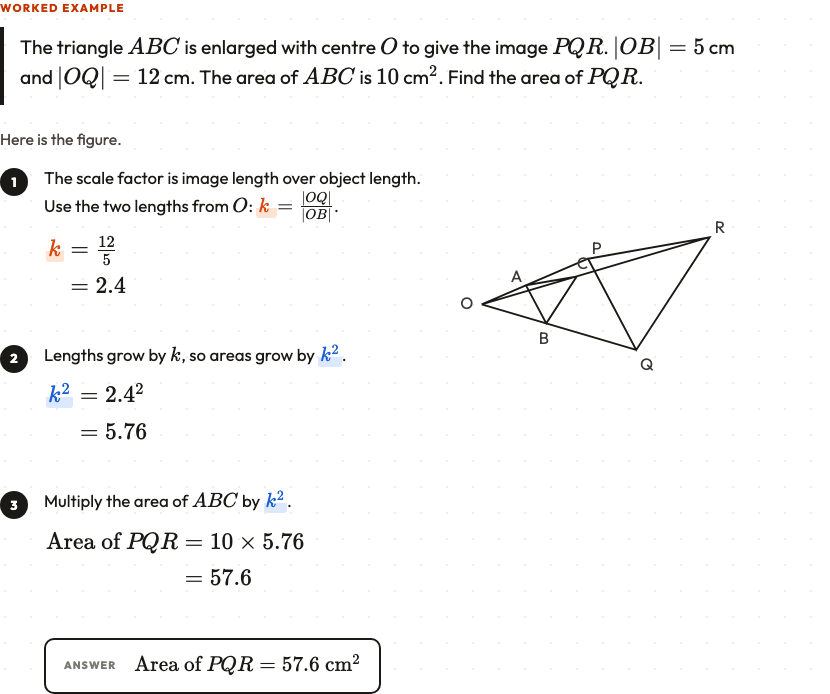 WORKED EXAMPLE
The triangle ABC is enlarged with centre O to give the image PQR. |OB| = 5 cm
and |OQ| = 12 cm. The area of ABC is 10 cm². Find the area of PQR.
Here is the figure.
1 The scale factor is image length over object length.
Use the two lengths from O: k = |OQ|/|OB|.
k = 12/5
= 2.4
2 Lengths grow by k, so areas grow by k².
k² = 2.4²
= 5.76
3 Multiply the area of ABC by k².
Area of PQR = 10 × 5.76
= 57.6
ANSWER Area of PQR = 57.6 cm²
R
P
C
A
O
B
Q